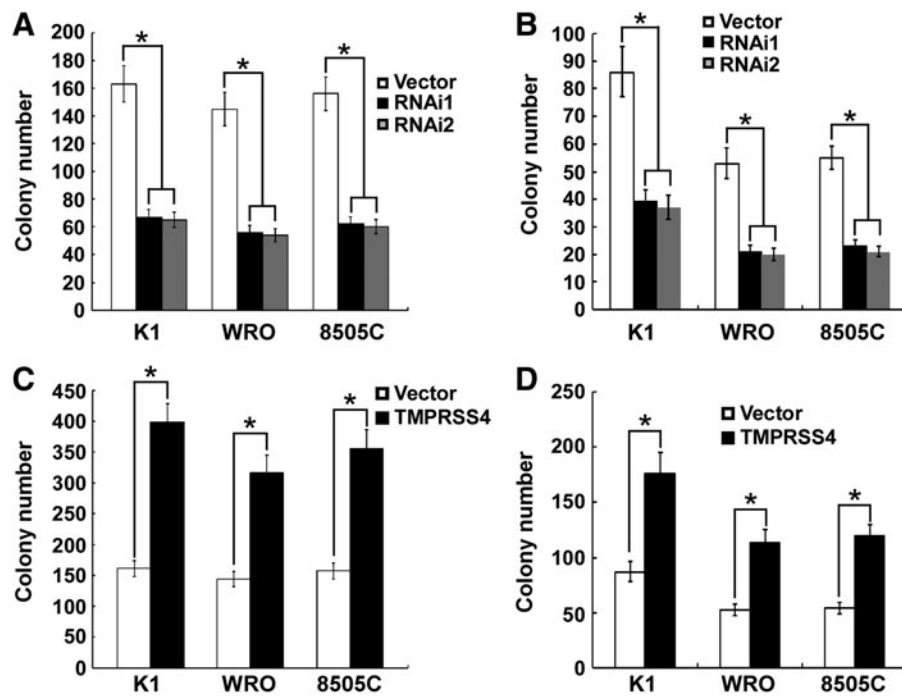 A
Colony number
180
160
140
120
100
80
60
40
20
0
*
*
*
Vector
RNAi1
RNAi2
K1 WRO 8505C
B
Colony number
100
90
80
70
60
50
40
30
20
10
0
*
*
*
Vector
RNAi1
RNAi2
K1 WRO 8505C
C
Colony number
450
400
350
300
250
200
150
100
50
0
*
*
*
Vector
TMPRSS4
K1 WRO 8505C
D
Colony number
250
200
150
100
50
0
*
*
*
Vector
TMPRSS4
K1 WRO 8505C